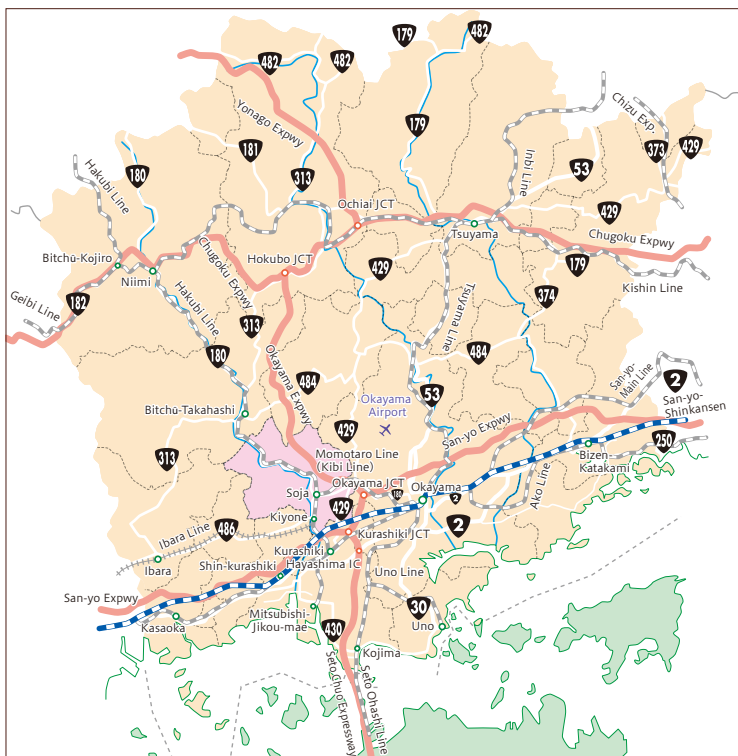 179
482
482
482
Yonago Expwy
179
Chizu Exp.
373
429
Hakubi Line
180
181
313
Inbi Line
53
429
Ochiai JCT
Tsuyama
Chugoku Expwy
Bitchū-Kojiro
Niimi
Chugoku Expwy
Hokubo JCT
429
179
Kishin Line
Geibi Line
182
Hakubi Line
313
Tsuyama Line
374
180
Okayama Expwy
484
484
San-yo-
Main Line
2
San-yo-
Shinkansen
Bitchū-Takahashi
Okayama
Airport
53
429
San-yo Expwy
250
313
Momotaro Line
(Kibi Line)
Bizen-
Katakami
Soja
Okayama JCT
180
Okayama
2
Ako Line
429
Kiyone
2
Ibara Line
486
Kurashiki JCT
Kurashiki
Hayashima IC
Ibara
Shin-kurashiki
Uno Line
San-yo Expwy
30
Kasaoka
Mitsubishi-
Jikou-mae
430
Uno
Kojima
Seto Chuo Expressway
Seto Ohashi Line